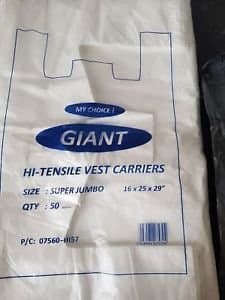 MY CHOICE !
GIANT
HI-TENSILE VEST CARRIERS
SIZE : SUPER JUMBO 16 x 25 x 29"
QTY : 50
P/C: 07560-HI57